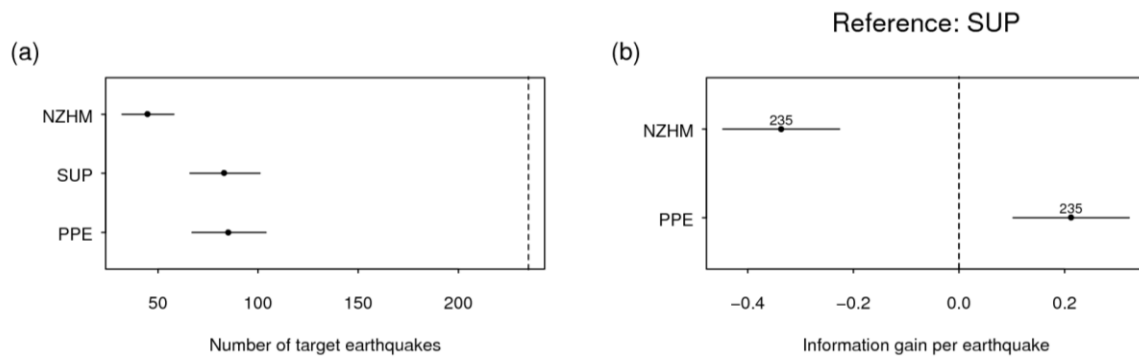 Reference: SUP
(a)
(b)
NZHM
SUP
PPE
50 100 150 200
Number of target earthquakes
NZHM
235
PPE
235
−0.4 −0.2 0.0 0.2
Information gain per earthquake